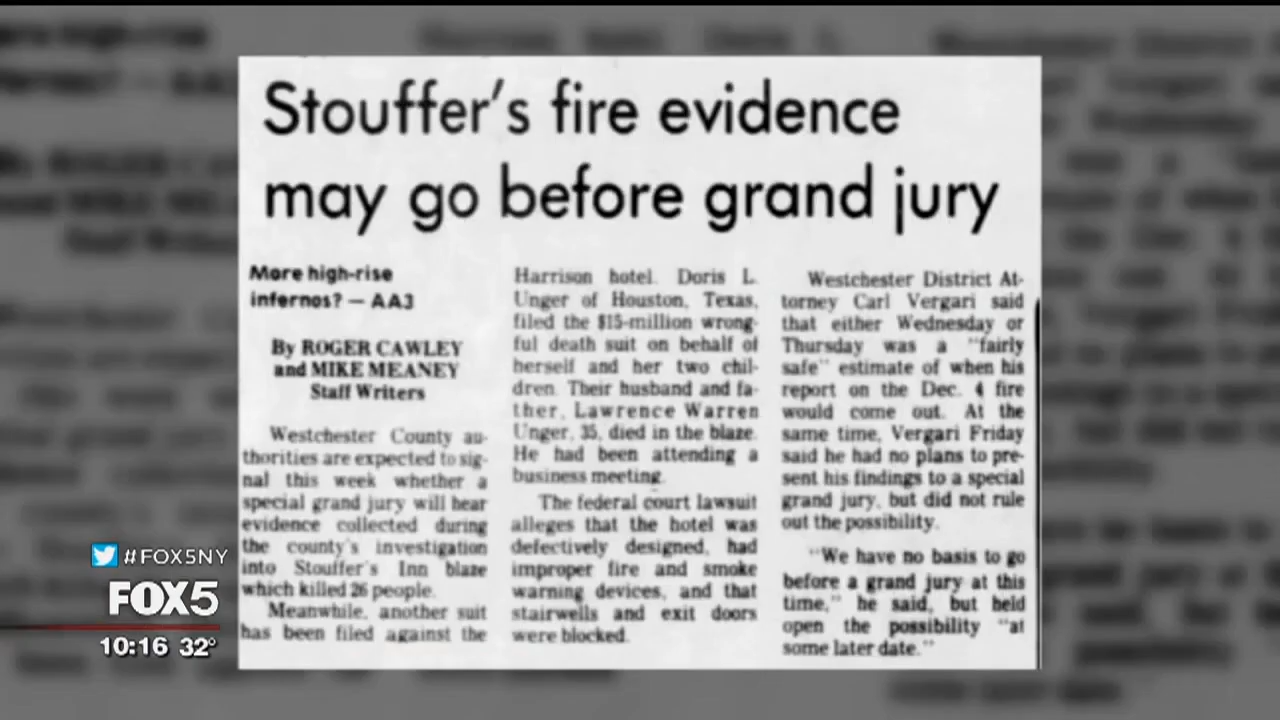 Stouffer's fire evidence
may go before grand jury
More high-rise
infernos? — AA3
By ROGER CAWLEY
and MIKE MEANEY
Staff Writers
Westchester County au-
thorities are expected to sig-
nal this week whether a
special grand jury will hear
evidence collected during
the county's investigation
into Stouffer's Inn blaze
which killed 26 people.
Meanwhile, another suit
has been filed against the
Harrison hotel. Doris L.
Unger of Houston, Texas,
filed the $15-million wrong-
ful death suit on behalf of
herself and her two chil-
dren. Their husband and fa-
ther, Lawrence Warren
Unger, 35, died in the blaze.
He had been attending a
business meeting.
The federal court lawsuit
alleges that the hotel was
defectively designed, had
improper fire and smoke
warning devices, and that
stairwells and exit doors
were blocked.
Westchester District At-
torney Carl Vergari said
that either Wednesday or
Thursday was a "fairly
safe" estimate of when his
report on the Dec. 4 fire
would come out. At the
same time, Vergari Friday
said he had no plans to pre-
sent his findings to a special
grand jury, but did not rule
out the possibility.
"We have no basis to go
before a grand jury at this
time," he said, but held
open the possibility "at
some later date."
#FOX5NY
FOX5
10:16 32°